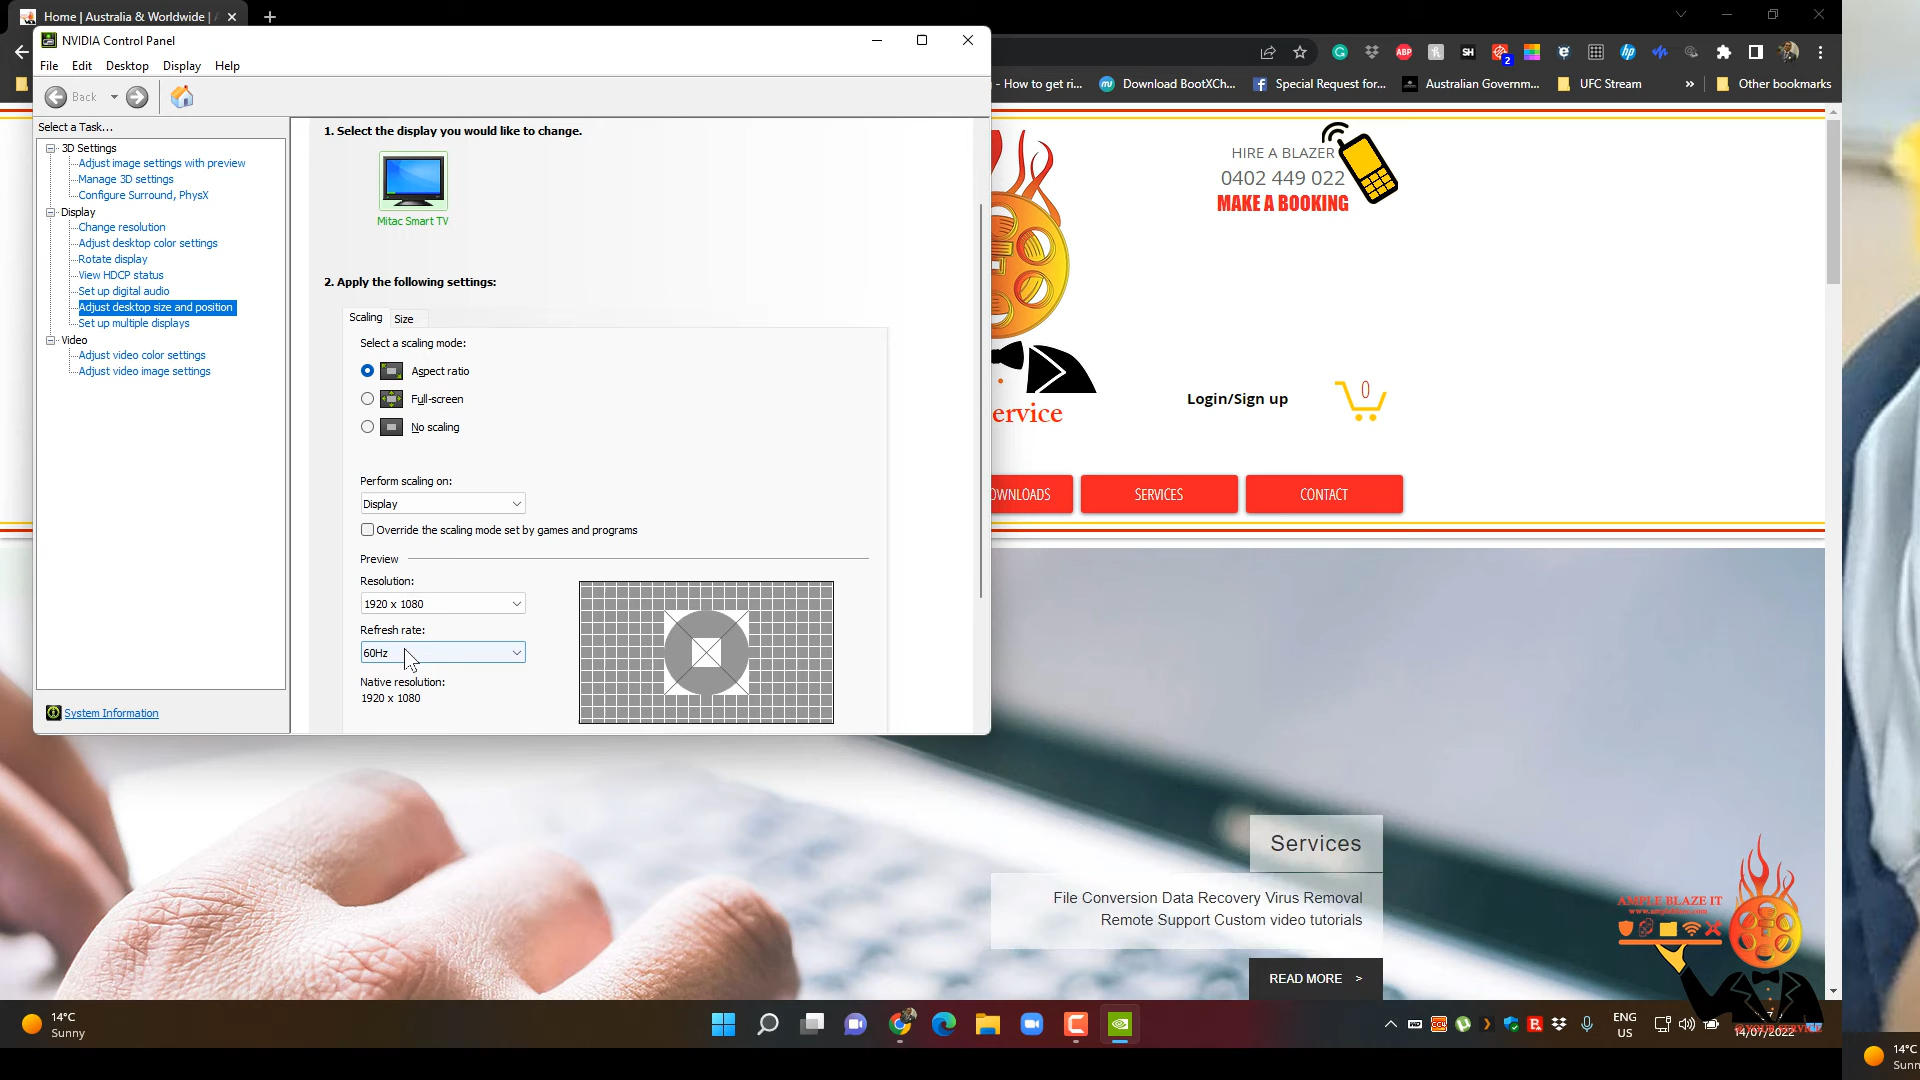 Home | Australia & Worldwide |
NVIDIA Control Panel
File Edit Desktop Display Help
Back
- How to get ri...
Download BootXCh...
Special Request for...
Australian Governm...
UFC Stream
»
Other bookmarks
2
Select a Task...
3D Settings
Adjust image settings with preview
Manage 3D settings
Configure Surround, PhysX
Display
Change resolution
Adjust desktop color settings
Rotate display
View HDCP status
Set up digital audio
Adjust desktop size and position
Set up multiple displays
Video
Adjust video color settings
Adjust video image settings
System Information
1. Select the display you would like to change.
Mitac Smart TV
2. Apply the following settings:
Scaling Size
Select a scaling mode:
Aspect ratio
Full-screen
No scaling
Perform scaling on:
Display
Override the scaling mode set by games and programs
Preview
Resolution:
1920 x 1080
Refresh rate:
60Hz
Native resolution:
1920 x 1080
HIRE A BLAZER
0402 449 022
MAKE A BOOKING
ervice
Login/Sign up
0
OWNLOADS
SERVICES
CONTACT
Services
File Conversion Data Recovery Virus Removal
Remote Support Custom video tutorials
READ MORE >
AMPLE BLAZE IT
14°C
Sunny
ENG
US
14/07/2022
14°C
Sunn